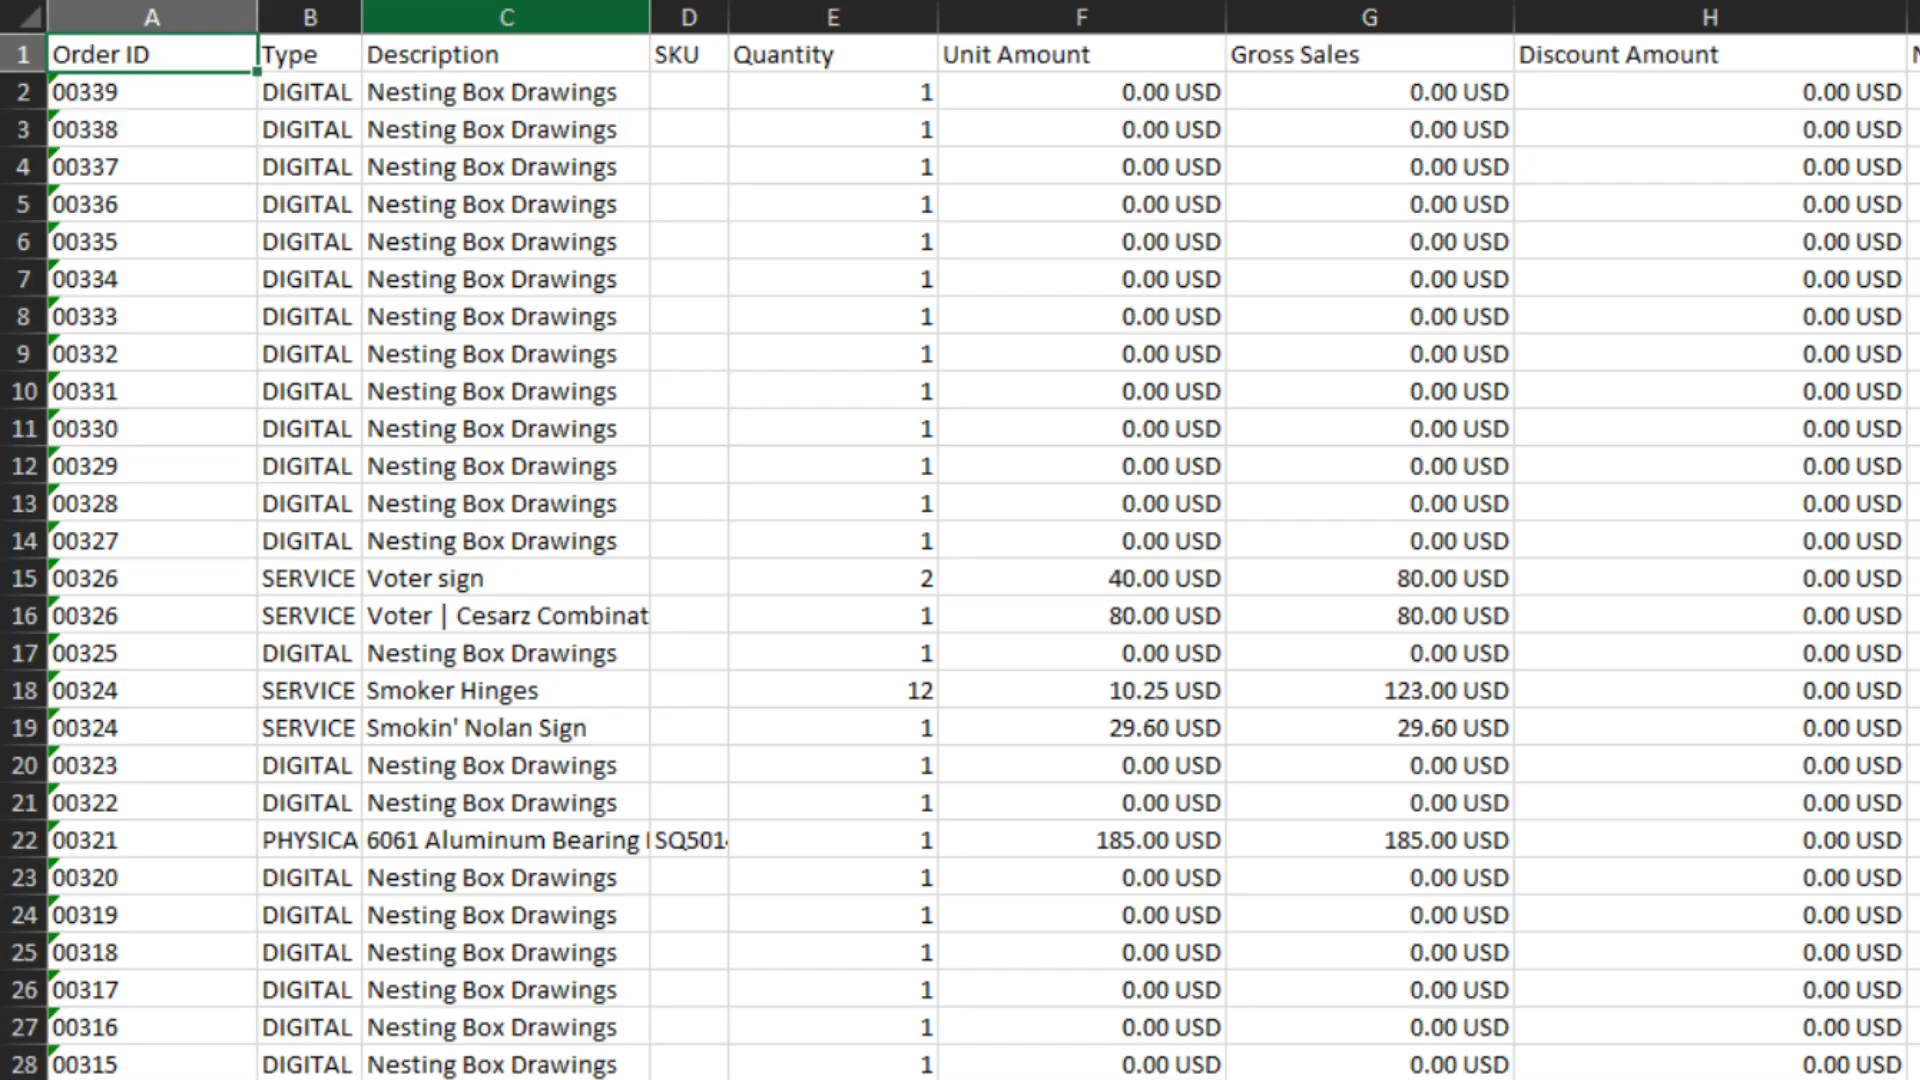 A B C D E F G H
1 Order ID Type Description SKU Quantity Unit Amount Gross Sales Discount Amount
2 00339 DIGITAL Nesting Box Drawings 1 0.00 USD 0.00 USD 0.00 USD
3 00338 DIGITAL Nesting Box Drawings 1 0.00 USD 0.00 USD 0.00 USD
4 00337 DIGITAL Nesting Box Drawings 1 0.00 USD 0.00 USD 0.00 USD
5 00336 DIGITAL Nesting Box Drawings 1 0.00 USD 0.00 USD 0.00 USD
6 00335 DIGITAL Nesting Box Drawings 1 0.00 USD 0.00 USD 0.00 USD
7 00334 DIGITAL Nesting Box Drawings 1 0.00 USD 0.00 USD 0.00 USD
8 00333 DIGITAL Nesting Box Drawings 1 0.00 USD 0.00 USD 0.00 USD
9 00332 DIGITAL Nesting Box Drawings 1 0.00 USD 0.00 USD 0.00 USD
10 00331 DIGITAL Nesting Box Drawings 1 0.00 USD 0.00 USD 0.00 USD
11 00330 DIGITAL Nesting Box Drawings 1 0.00 USD 0.00 USD 0.00 USD
12 00329 DIGITAL Nesting Box Drawings 1 0.00 USD 0.00 USD 0.00 USD
13 00328 DIGITAL Nesting Box Drawings 1 0.00 USD 0.00 USD 0.00 USD
14 00327 DIGITAL Nesting Box Drawings 1 0.00 USD 0.00 USD 0.00 USD
15 00326 SERVICE Voter sign 2 40.00 USD 80.00 USD 0.00 USD
16 00326 SERVICE Voter | Cesarz Combinat 1 80.00 USD 80.00 USD 0.00 USD
17 00325 DIGITAL Nesting Box Drawings 1 0.00 USD 0.00 USD 0.00 USD
18 00324 SERVICE Smoker Hinges 12 10.25 USD 123.00 USD 0.00 USD
19 00324 SERVICE Smokin' Nolan Sign 1 29.60 USD 29.60 USD 0.00 USD
20 00323 DIGITAL Nesting Box Drawings 1 0.00 USD 0.00 USD 0.00 USD
21 00322 DIGITAL Nesting Box Drawings 1 0.00 USD 0.00 USD 0.00 USD
22 00321 PHYSICA 6061 Aluminum Bearing SQ501 1 185.00 USD 185.00 USD 0.00 USD
23 00320 DIGITAL Nesting Box Drawings 1 0.00 USD 0.00 USD 0.00 USD
24 00319 DIGITAL Nesting Box Drawings 1 0.00 USD 0.00 USD 0.00 USD
25 00318 DIGITAL Nesting Box Drawings 1 0.00 USD 0.00 USD 0.00 USD
26 00317 DIGITAL Nesting Box Drawings 1 0.00 USD 0.00 USD 0.00 USD
27 00316 DIGITAL Nesting Box Drawings 1 0.00 USD 0.00 USD 0.00 USD
28 00315 DIGITAL Nesting Box Drawings 1 0.00 USD 0.00 USD 0.00 USD